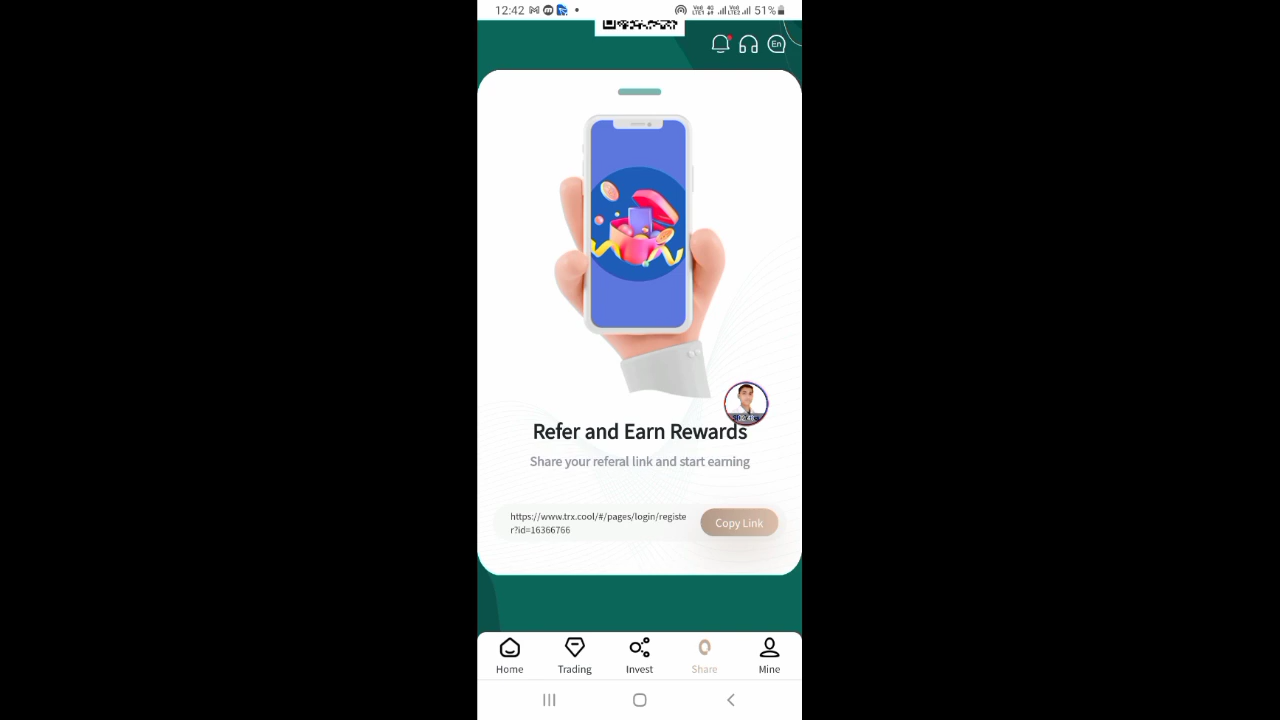 12:42
51%
En
Refer and Earn Rewards
Share your referal link and start earning
https://www.trx.cool/#/pages/login/registe
r?id=16366766
Copy Link
Home
Trading
Invest
Share
Mine